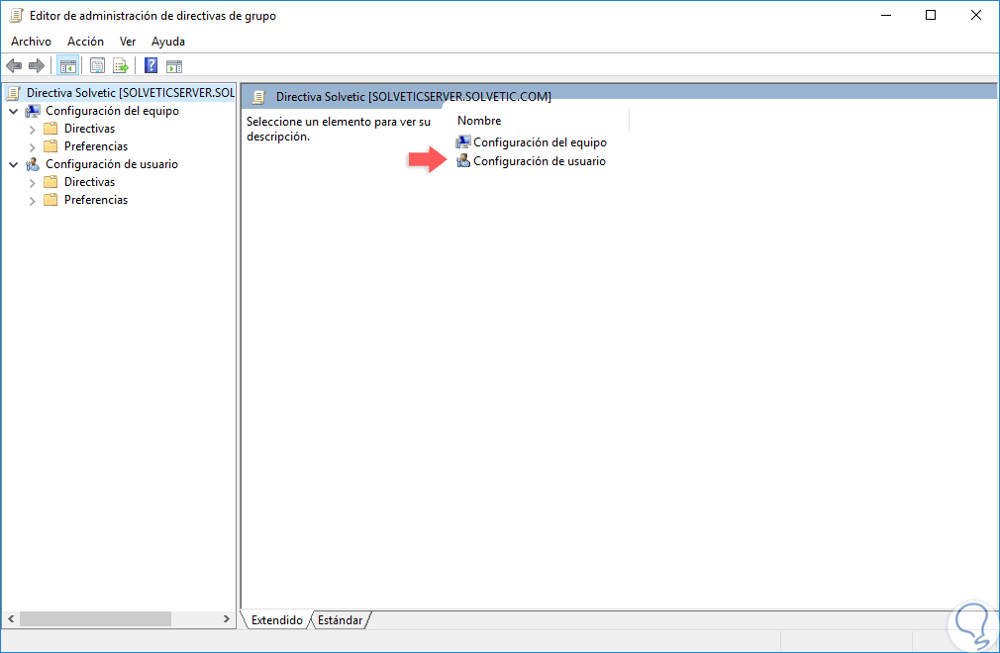 Editor de administración de directivas de grupo
Archivo Acción Ver Ayuda
Directiva Solvetic [SOLVETICSERVER.SOL
Configuración del equipo
Directivas
Preferencias
Configuración de usuario
Directivas
Preferencias
Directiva Solvetic [SOLVETICSERVER.SOLVETIC.COM]
Seleccione un elemento para ver su
descripción.
Nombre
Configuración del equipo
Configuración de usuario
Extendido Estándar